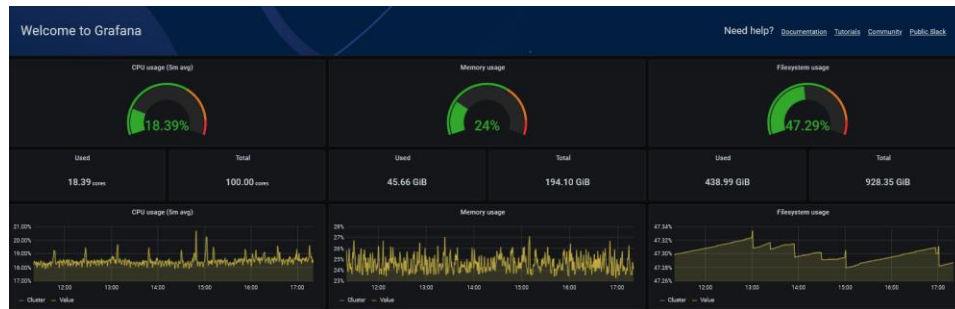 Welcome to Grafana
Need help? Documentation Tutorials Community Public Slack
CPU usage (5m avg)
18.39%
Used
18.39 cores
Total
100.00 cores
CPU usage (5m avg)
21.00%
20.00%
19.00%
18.00%
17.00%
12:00 13:00 14:00 15:00 16:00 17:00
Cluster Value
Memory usage
24%
Used
45.66 GiB
Total
194.10 GiB
Memory usage
28%
27%
26%
25%
24%
23%
12:00 13:00 14:00 15:00 16:00 17:00
Cluster Value
Filesystem usage
47.29%
Used
438.99 GiB
Total
928.35 GiB
Filesystem usage
47.34%
47.32%
47.30%
47.28%
47.26%
12:00 13:00 14:00 15:00 16:00 17:00
Cluster Value